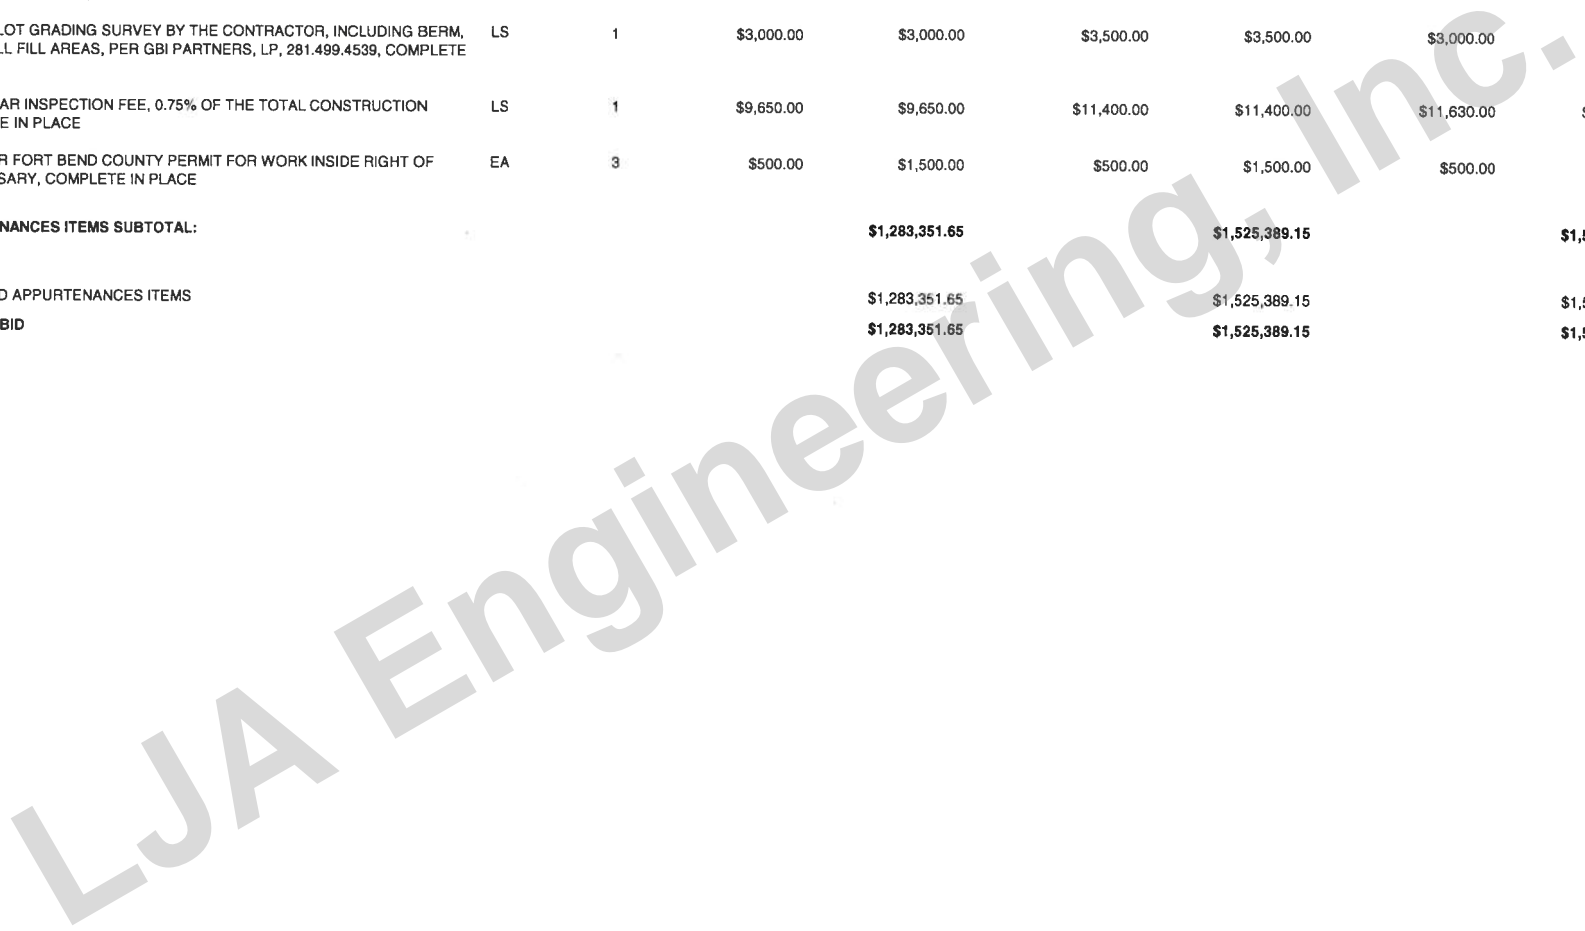 LOT GRADING SURVEY BY THE CONTRACTOR, INCLUDING BERM, LS 1 $3,000.00 $3,000.00 $3,500.00 $3,500.00 $3,000.00
LL FILL AREAS, PER GBI PARTNERS, LP, 281.499.4539, COMPLETE
AR INSPECTION FEE, 0.75% OF THE TOTAL CONSTRUCTION LS 1 $9,650.00 $9,650.00 $11,400.00 $11,400.00 $11,630.00 $
E IN PLACE
R FORT BEND COUNTY PERMIT FOR WORK INSIDE RIGHT OF EA 3 $500.00 $1,500.00 $500.00 $1,500.00 $500.00
SARY, COMPLETE IN PLACE
NANCES ITEMS SUBTOTAL: $1,283,351.65 $1,525,389.15 $1,5
D APPURTENANCES ITEMS $1,283,351.65 $1,525,389.15 $1,5
BID $1,283,351.65 $1,525,389.15 $1,5
LJA Engineering, Inc.